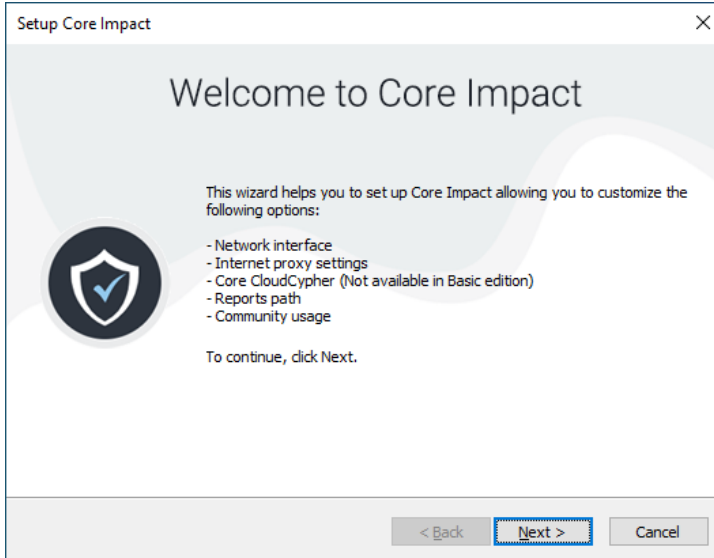 Setup Core Impact
Welcome to Core Impact
This wizard helps you to set up Core Impact allowing you to customize the
following options:
- Network interface
- Internet proxy settings
- Core CloudCypher (Not available in Basic edition)
- Reports path
- Community usage
To continue, click Next.
< Back
Next >
Cancel